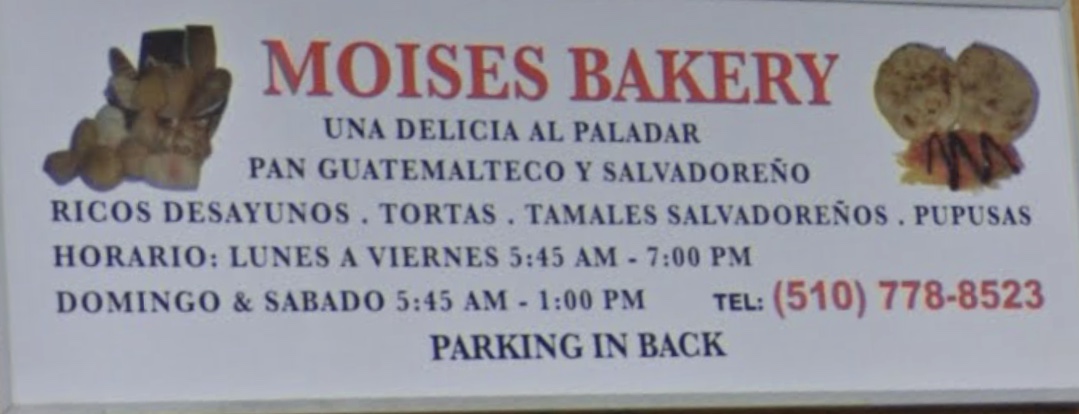 MOISES BAKERY
UNA DELICIA AL PALADAR
PAN GUATEMALTECO Y SALVADOREÑO
RICOS DESAYUNOS . TORTAS . TAMALES SALVADOREÑOS . PUPUSAS
HORARIO: LUNES A VIERNES 5:45 AM - 7:00 PM
DOMINGO & SABADO 5:45 AM - 1:00 PM TEL: (510) 778-8523
PARKING IN BACK